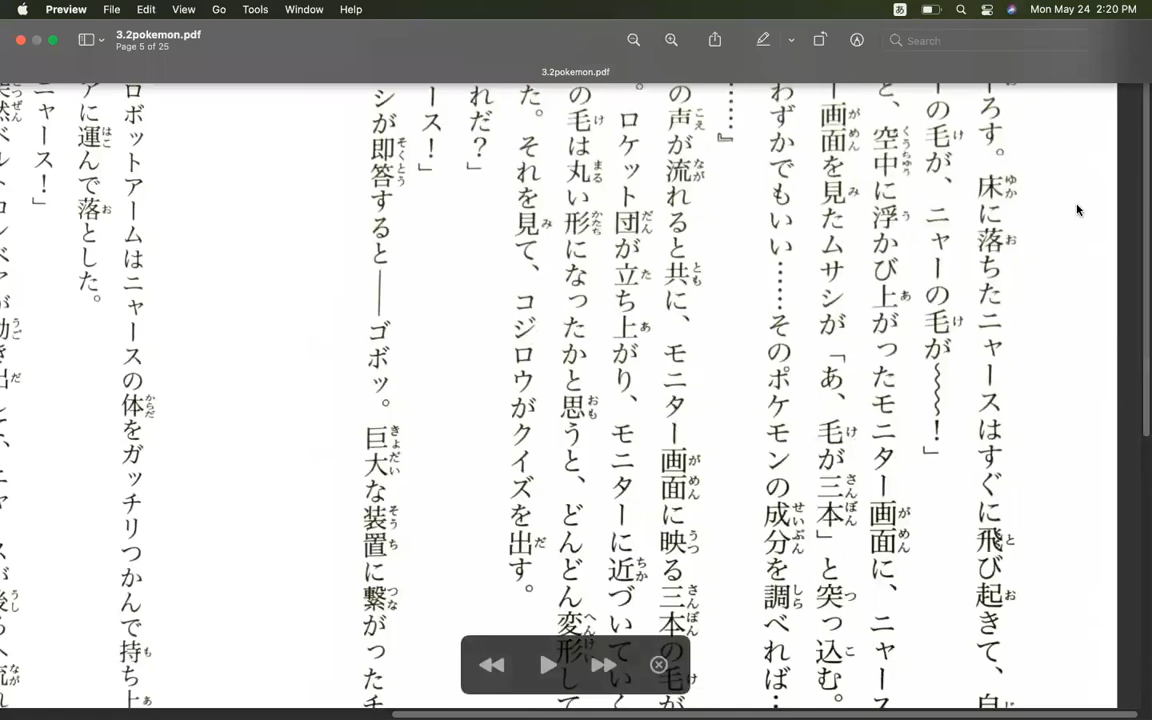 Preview File Edit View Go Tools Window Help
Mon May 24 2:20 PM
3.2pokemon.pdf
Page 5 of 25
Search
3.2pokemon.pdf
ろす。床に落ちたニャースはすぐに飛び起きて、自
ーの毛が、ニャーの毛が〜〜〜！」
と、空中に浮かび上がったモニター画面に、ニャース
ー画面を見たムサシが「あ、毛が三本」と突っ込む。
わずかでもいい……そのポケモンの成分を調べれば…
……』
の声が流れると共に、モニター画面に映る三本の毛が
。ロケット団が立ち上がり、モニターに近づいていく
の毛は丸い形になったかと思うと、どんどん変形して
た。それを見て、コジロウがクイズを出す。
れだ？」
ース！」
シが即答すると――ゴボッ。巨大な装置に繋がったチ
ロボットアームはニャースの体をガッチリつかんで持ち上
アに運んで落とした。
ニャース！」